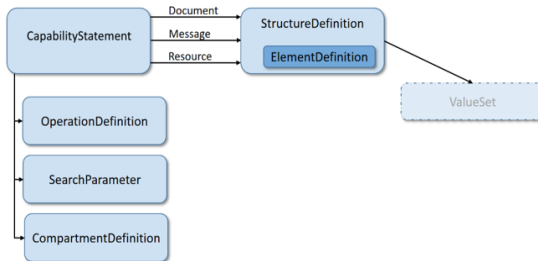 Document
CapabilityStatement
StructureDefinition
Message
Resource
ElementDefinition
ValueSet
OperationDefinition
SearchParameter
CompartmentDefinition